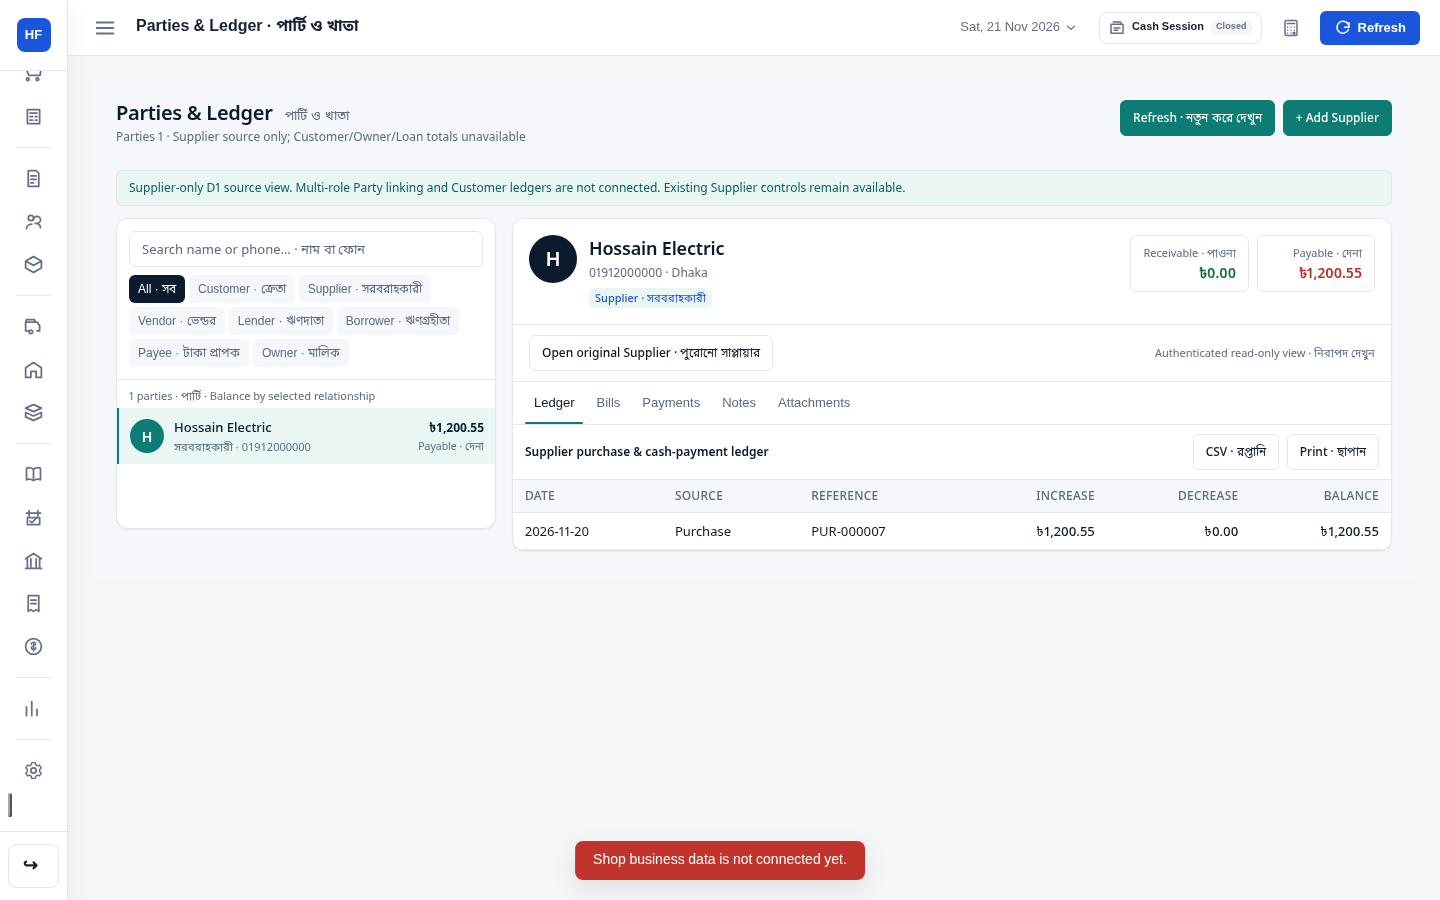 HF
Parties & Ledger · পার্টি ও খাতা
Sat, 21 Nov 2026
Cash Session Closed
Refresh
Parties & Ledger পার্টি ও খাতা
Parties 1 · Supplier source only; Customer/Owner/Loan totals unavailable
Refresh · নতুন করে দেখুন
+ Add Supplier
Supplier-only D1 source view. Multi-role Party linking and Customer ledgers are not connected. Existing Supplier controls remain available.
Search name or phone... · নাম বা ফোন
All · সব Customer · ক্রেতা Supplier · সরবরাহকারী
Vendor · ভেন্ডর Lender · ঋণদাতা Borrower · ঋণগ্রহীতা
Payee · টাকা প্রাপক Owner · মালিক
1 parties · পার্টি · Balance by selected relationship
H
Hossain Electric ৳1,200.55
সরবরাহকারী · 01912000000 Payable · দেনা
H
Hossain Electric
01912000000 · Dhaka
Supplier · সরবরাহকারী
Receivable · পাওনা
৳0.00
Payable · দেনা
৳1,200.55
Open original Supplier · পুরোনো সাপ্লায়ার
Authenticated read-only view · নিরাপদ দেখুন
Ledger Bills Payments Notes Attachments
Supplier purchase & cash-payment ledger
CSV · রপ্তানি
Print · ছাপান
DATE SOURCE REFERENCE INCREASE DECREASE BALANCE
2026-11-20 Purchase PUR-000007 ৳1,200.55 ৳0.00 ৳1,200.55
Shop business data is not connected yet.